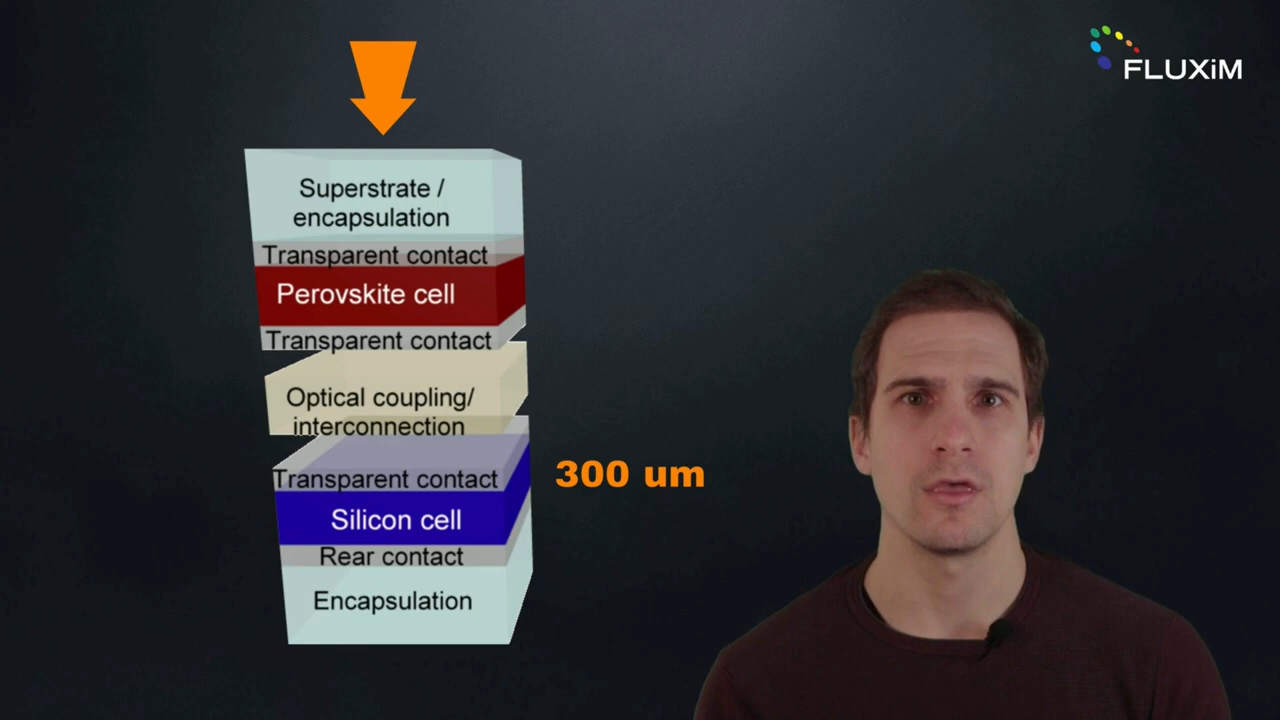 FLUXiM
Superstrate /
encapsulation
Transparent contact
Perovskite cell
Transparent contact
Optical coupling/
interconnection
Transparent contact
300 um
Silicon cell
Rear contact
Encapsulation